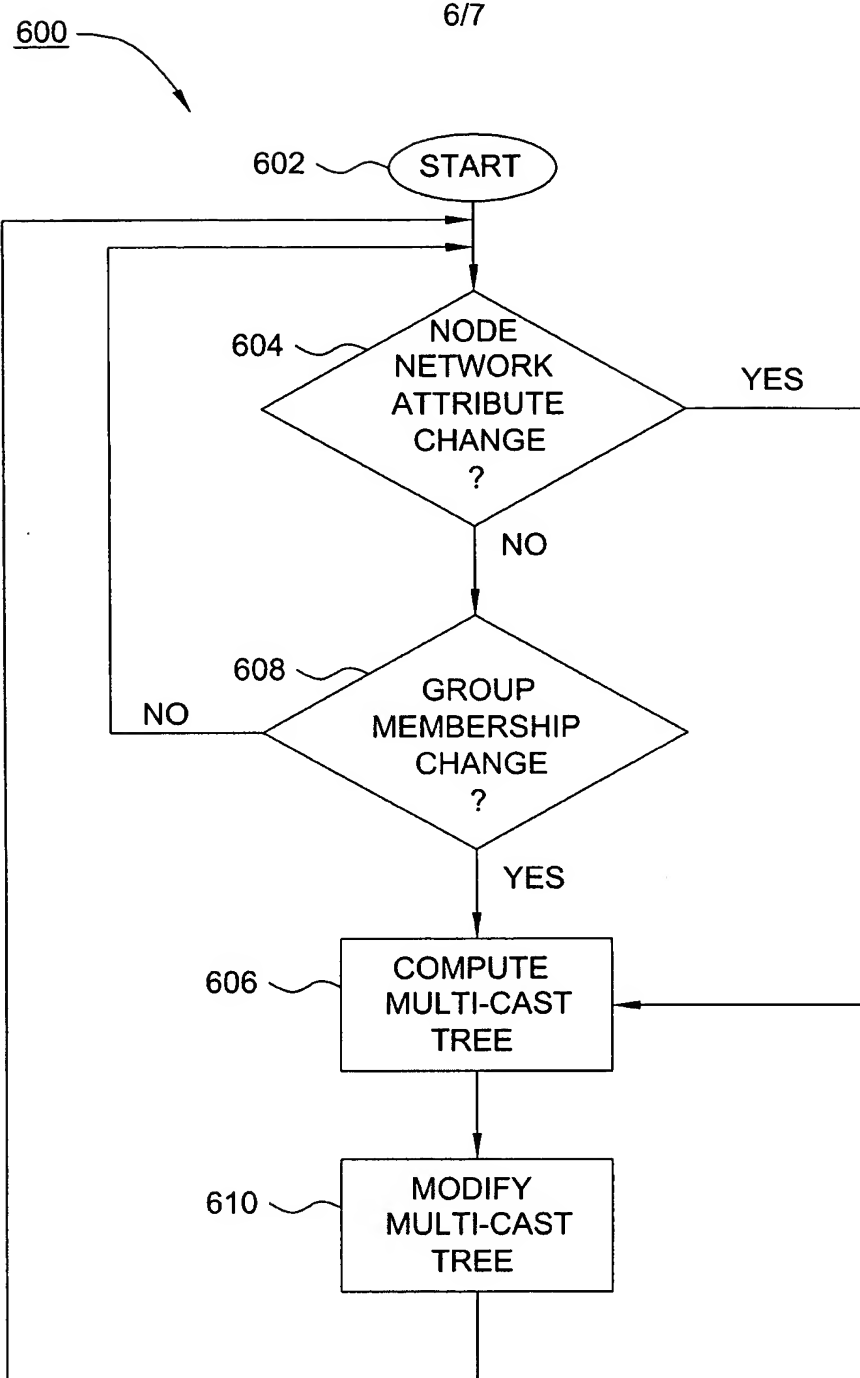 6/7
600
602
START
604
NODE
NETWORK
ATTRIBUTE
CHANGE
?
YES
NO
608
GROUP
MEMBERSHIP
CHANGE
?
NO
YES
606
COMPUTE
MULTI-CAST
TREE
610
MODIFY
MULTI-CAST
TREE